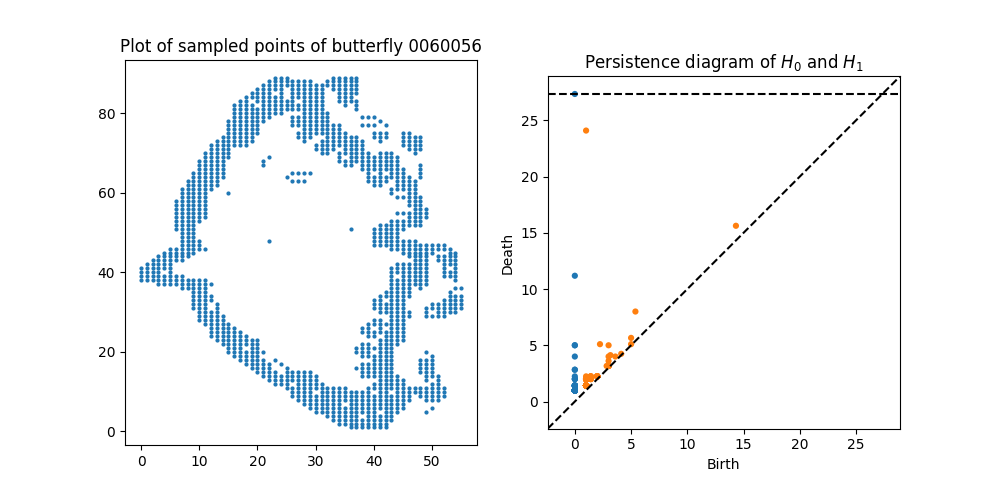 Plot of sampled points of butterfly 0060056
80
60
40
20
0
0 10 20 30 40 50
Persistence diagram of H₀ and H₁
25
20
15
10
5
0
Death
0 5 10 15 20 25
Birth